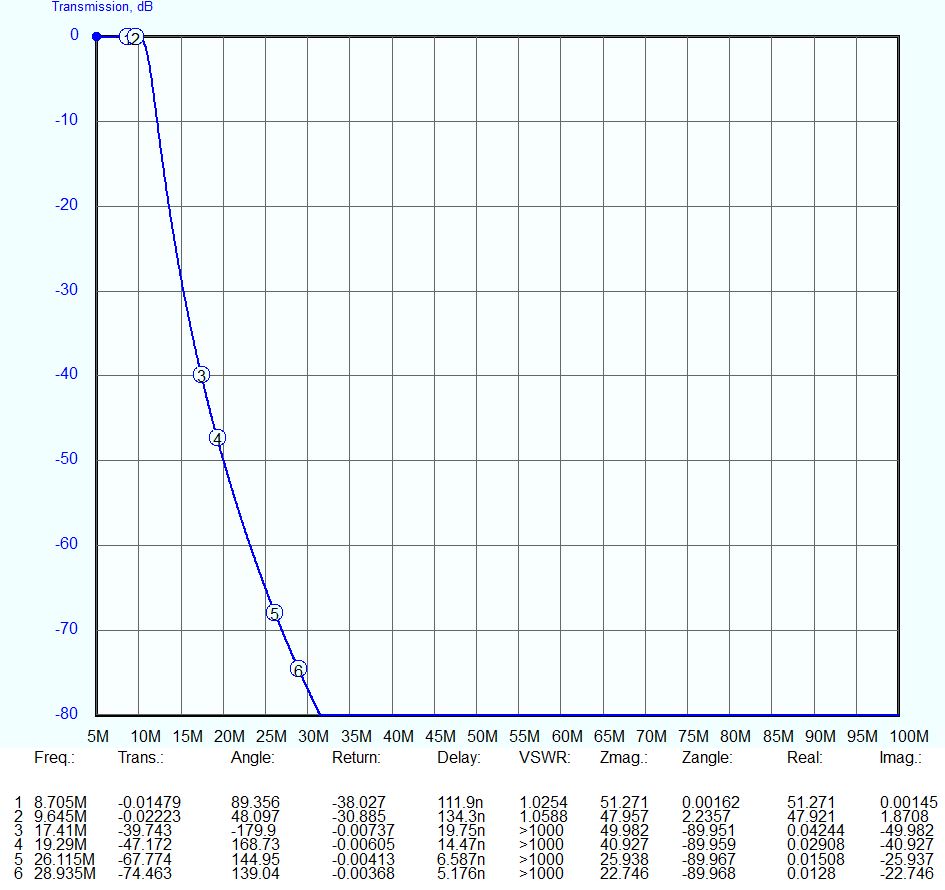 Transmission, dB
0
1 2
-10
-20
-30
-40
3
4
-50
-60
5
-70
6
-80
5M 10M 15M 20M 25M 30M 35M 40M 45M 50M 55M 60M 65M 70M 75M 80M 85M 90M 95M 100M
Freq.: Trans.: Angle: Return: Delay: VSWR: Zmag.: Zangle: Real: Imag.:
1 8.705M -0.01479 89.356 -38.027 111.9n 1.0254 51.271 0.00162 51.271 0.00145
2 9.645M -0.02223 48.097 -30.885 134.3n 1.0588 47.957 2.2357 47.921 1.8708
3 17.41M -39.743 -179.9 -0.00737 19.75n >1000 49.982 -89.951 0.04244 -49.982
4 19.29M -47.172 168.73 -0.00605 14.47n >1000 40.927 -89.959 0.02908 -40.927
5 26.115M -67.774 144.95 -0.00413 6.587n >1000 25.938 -89.967 0.01508 -25.937
6 28.935M -74.463 139.04 -0.00368 5.176n >1000 22.746 -89.968 0.0128 -22.746